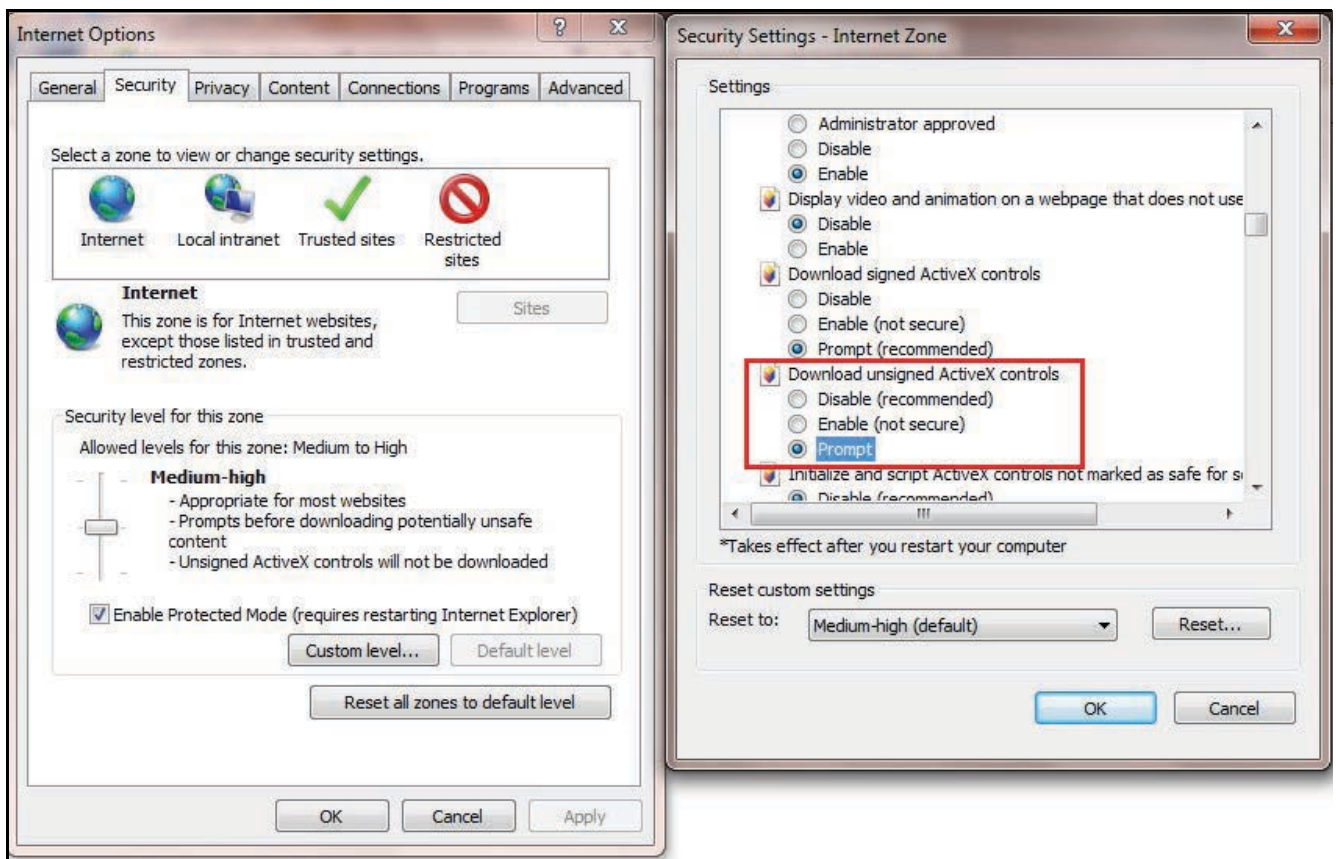 Internet Options
General Security Privacy Content Connections Programs Advanced
Select a zone to view or change security settings.
Internet Local intranet Trusted sites Restricted
sites
Internet
This zone is for Internet websites,
except those listed in trusted and
restricted zones.
Sites
Security level for this zone
Allowed levels for this zone: Medium to High
Medium-high
- Appropriate for most websites
- Prompts before downloading potentially unsafe
content
- Unsigned ActiveX controls will not be downloaded
Enable Protected Mode (requires restarting Internet Explorer)
Custom level... Default level
Reset all zones to default level
OK Cancel Apply
Security Settings - Internet Zone
Settings
Administrator approved
Disable
Enable
Display video and animation on a webpage that does not use
Disable
Enable
Download signed ActiveX controls
Disable
Enable (not secure)
Prompt (recommended)
Download unsigned ActiveX controls
Disable (recommended)
Enable (not secure)
Prompt
Initialize and script ActiveX controls not marked as safe for s
Disable (recommended)
*Takes effect after you restart your computer
Reset custom settings
Reset to: Medium-high (default) Reset...
OK Cancel